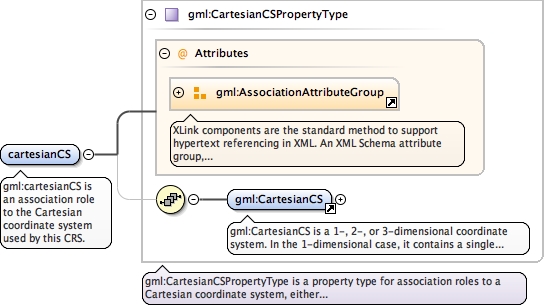 gml:CartesianCSPropertyType
@ Attributes
gml:AssociationAttributeGroup
XLink components are the standard method to support
hypertext referencing in XML. An XML Schema attribute
group,...
cartesianCS
gml:cartesianCS is
an association role
to the Cartesian
coordinate system
used by this CRS.
gml:CartesianCS
gml:CartesianCS is a 1-, 2-, or 3-dimensional coordinate
system. In the 1-dimensional case, it contains a single...
gml:CartesianCSPropertyType is a property type for association roles to a
Cartesian coordinate system, either...